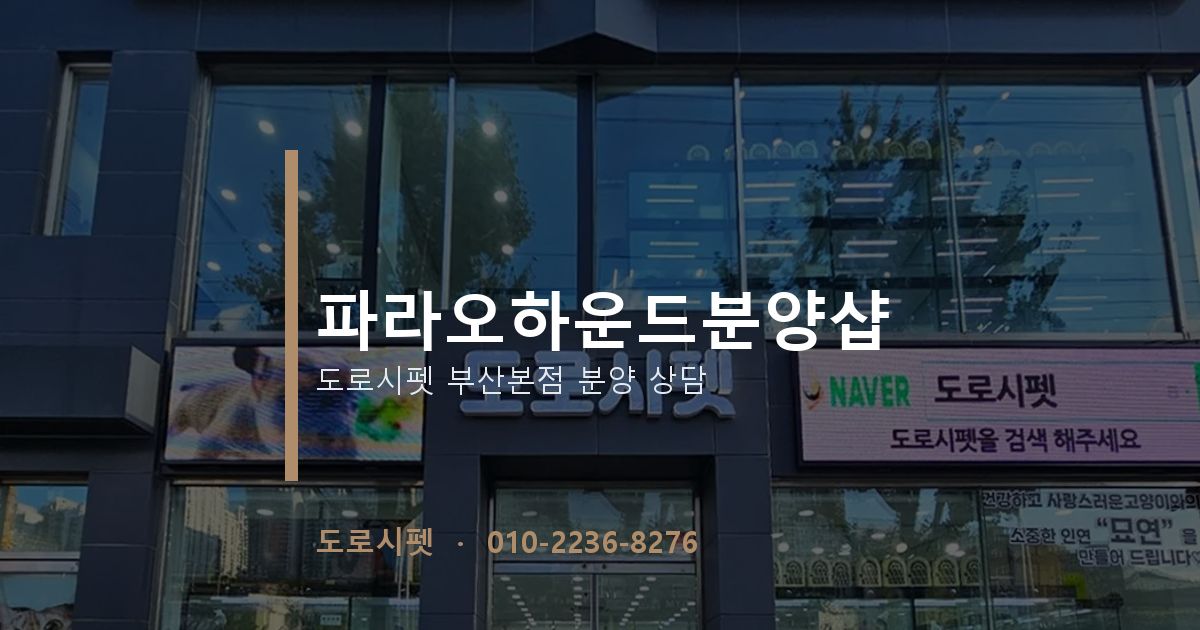 파라오하운드분양샵
도로시펫 부산본점 분양 상담
도로시펫
NAVER 도로시펫
도로시펫을 검색 해주세요
건강하고 사랑스러운고양이와의
소중한 인연 “묘연” 을
만들어 드립니다
도로시펫 · 010-2236-8276